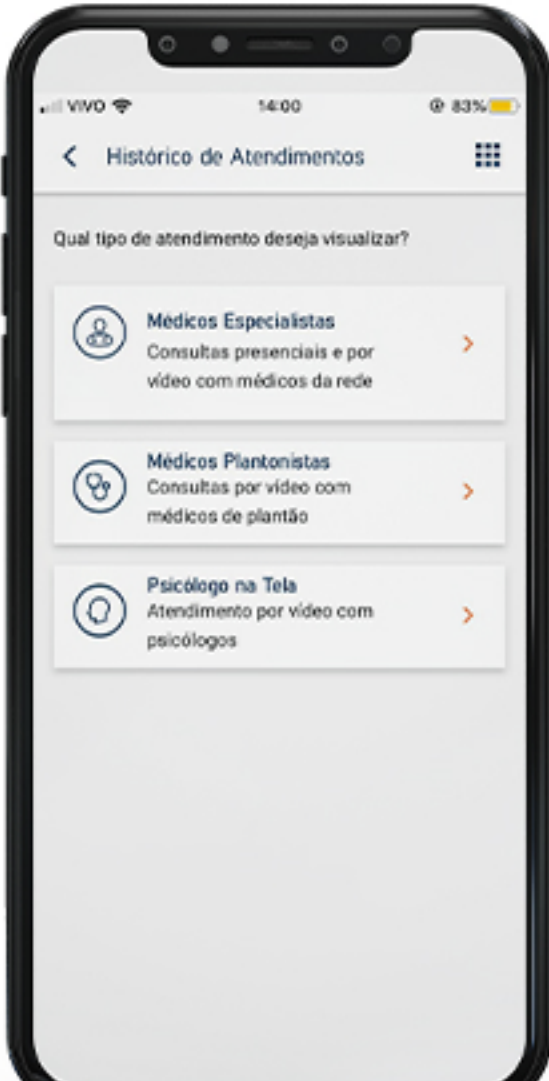 VIVO 14:00 83%
Histórico de Atendimentos
Qual tipo de atendimento deseja visualizar?
Médicos Especialistas
Consultas presenciais e por
vídeo com médicos da rede
Médicos Plantonistas
Consultas por vídeo com
médicos de plantão
Psicólogo na Tela
Atendimento por vídeo com
psicólogos